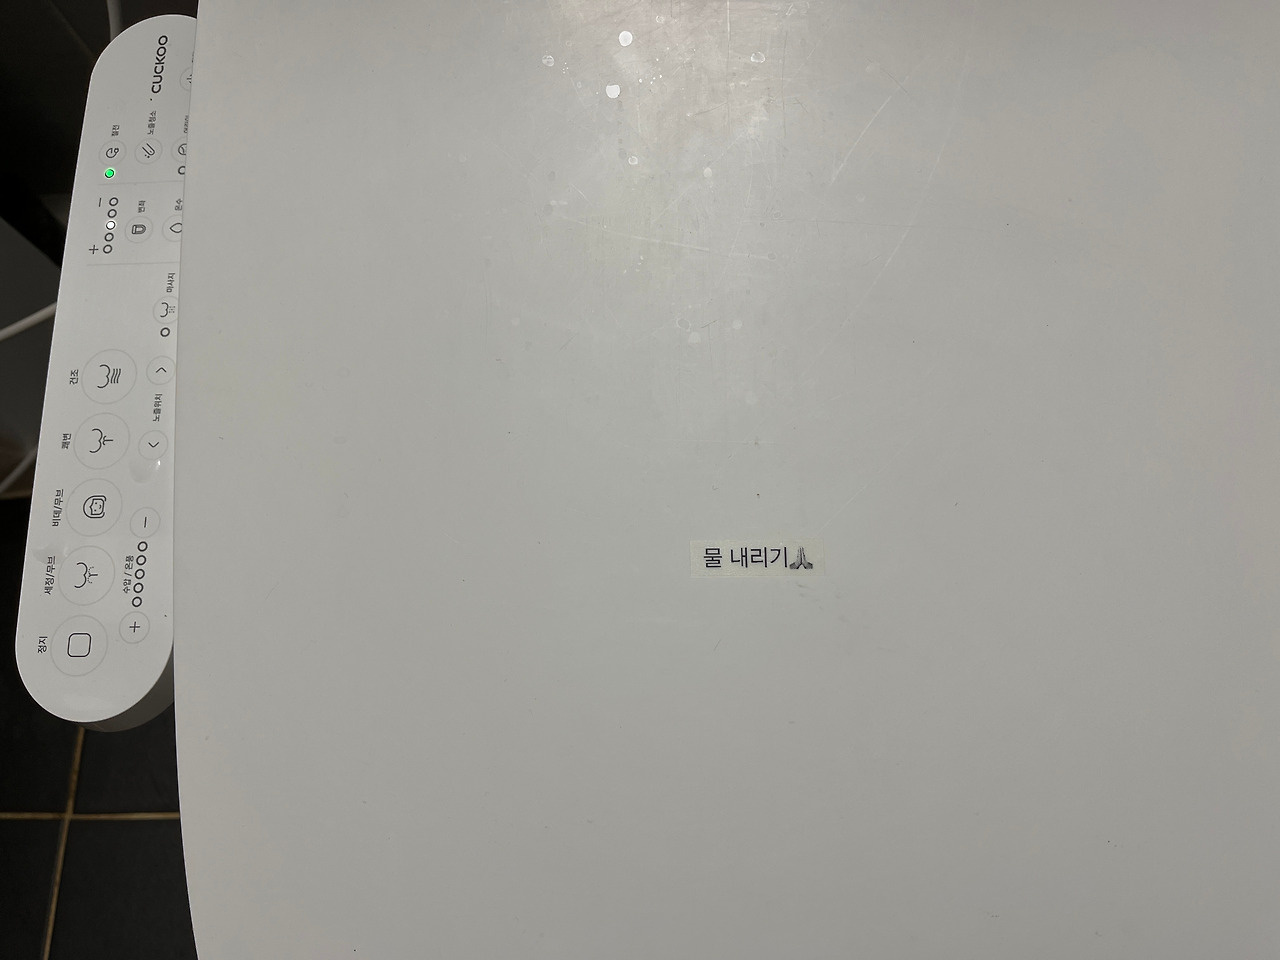 CUCKOO
절전
노즐청소
+ −
변좌
온수
마사지
건조
쾌변
비데/무브
세정/무브
정지
노즐위치
수압 / 온풍
+ −
물 내리기🙏